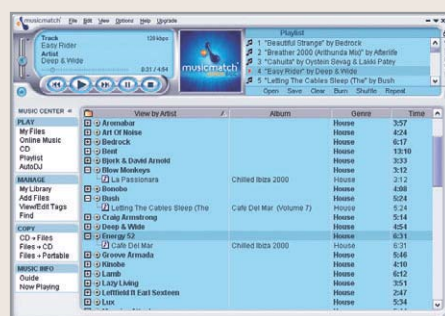 musicmatch File Edit View Options Help Upgrade
Track
128 kbps
Easy Rider
Artist
Deep & Wide
0:31 / 4:54
musicmatch
Playlist
1 "Beautiful Strange" by Bedrock
2 "Breather 2000 (Arithunda Mix)" by Afterlife
3 "Cahuita" by Oystein Sevag & Lakki Patey
4 "Easy Rider" by Deep & Wide
5 "Letting The Cables Sleep (The" by Bush
Open Save Clear Burn Shuffle Repeat
MUSIC CENTER
PLAY
My Files
Online Music
CD
Playlist
AutoDJ
MANAGE
My Library
Add Files
View/Edit Tags
Find
COPY
CD > Files
Files > CD
Files > Portable
MUSIC INFO
Guide
Now Playing
View by Artist Album Genre Time
Aromabar House 3:57
Art Of Noise House 4:24
Bedrock House 6:17
Bent House 13:10
Bjork & David Arnold House 3:33
Blow Monkeys House 3:12
La Passionara Chilled Ibiza 2000 House 3:12
Bonobo House 4:08
Bush House 5:24
Letting The Cables Sleep (The Cafe Del Mar (Volume 7) House 5:24
Craig Armstrong House 5:14
Deep & Wide House 4:54
Energy 52 House 6:31
Cafe Del Mar Chilled Ibiza 2000 House 6:31
Groove Armada House 5:46
Kinobe House 4:10
Lamb House 6:12
Lazy Living House 3:51
Leftfield ft Earl Sexteen House 2:47
Lux House 5:34